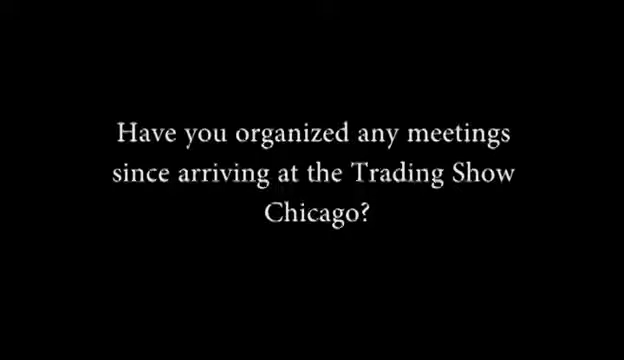 Have you organized any meetings
since arriving at the Trading Show
Chicago?